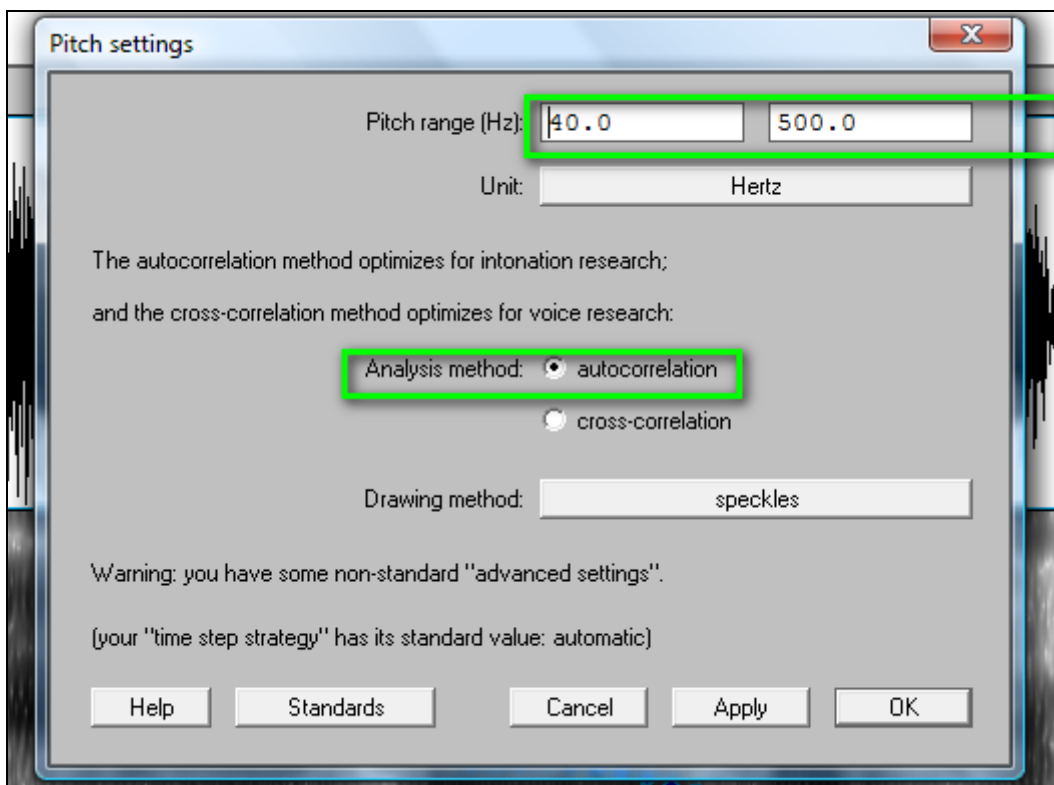 Pitch settings
Pitch range (Hz): 40.0 500.0
Unit: Hertz
The autocorrelation method optimizes for intonation research;
and the cross-correlation method optimizes for voice research:
Analysis method: autocorrelation
cross-correlation
Drawing method: speckles
Warning: you have some non-standard "advanced settings".
(your "time step strategy" has its standard value: automatic)
Help Standards Cancel Apply OK